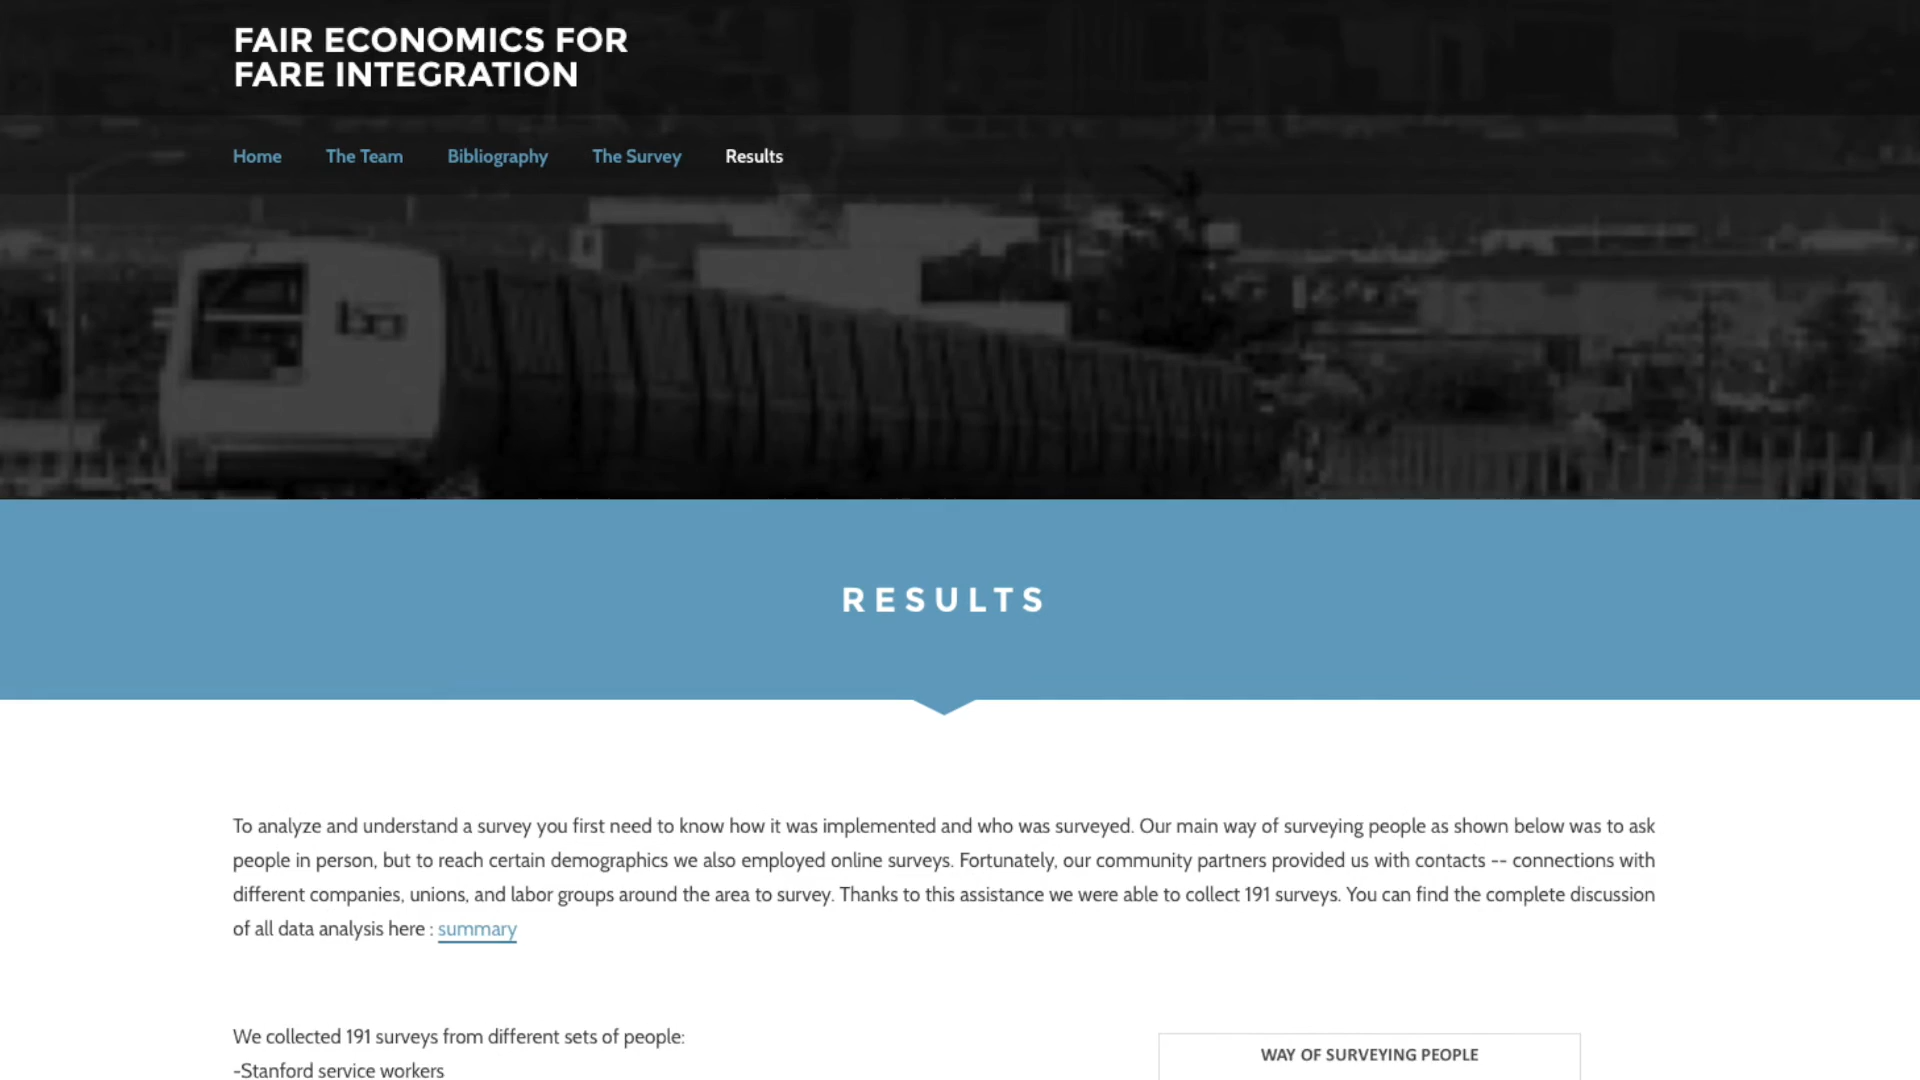 FAIR ECONOMICS FOR
FARE INTEGRATION
Home The Team Bibliography The Survey Results
ba
RESULTS
To analyze and understand a survey you first need to know how it was implemented and who was surveyed. Our main way of surveying people as shown below was to ask
people in person, but to reach certain demographics we also employed online surveys. Fortunately, our community partners provided us with contacts -- connections with
different companies, unions, and labor groups around the area to survey. Thanks to this assistance we were able to collect 191 surveys. You can find the complete discussion
of all data analysis here : summary
We collected 191 surveys from different sets of people:
-Stanford service workers
WAY OF SURVEYING PEOPLE